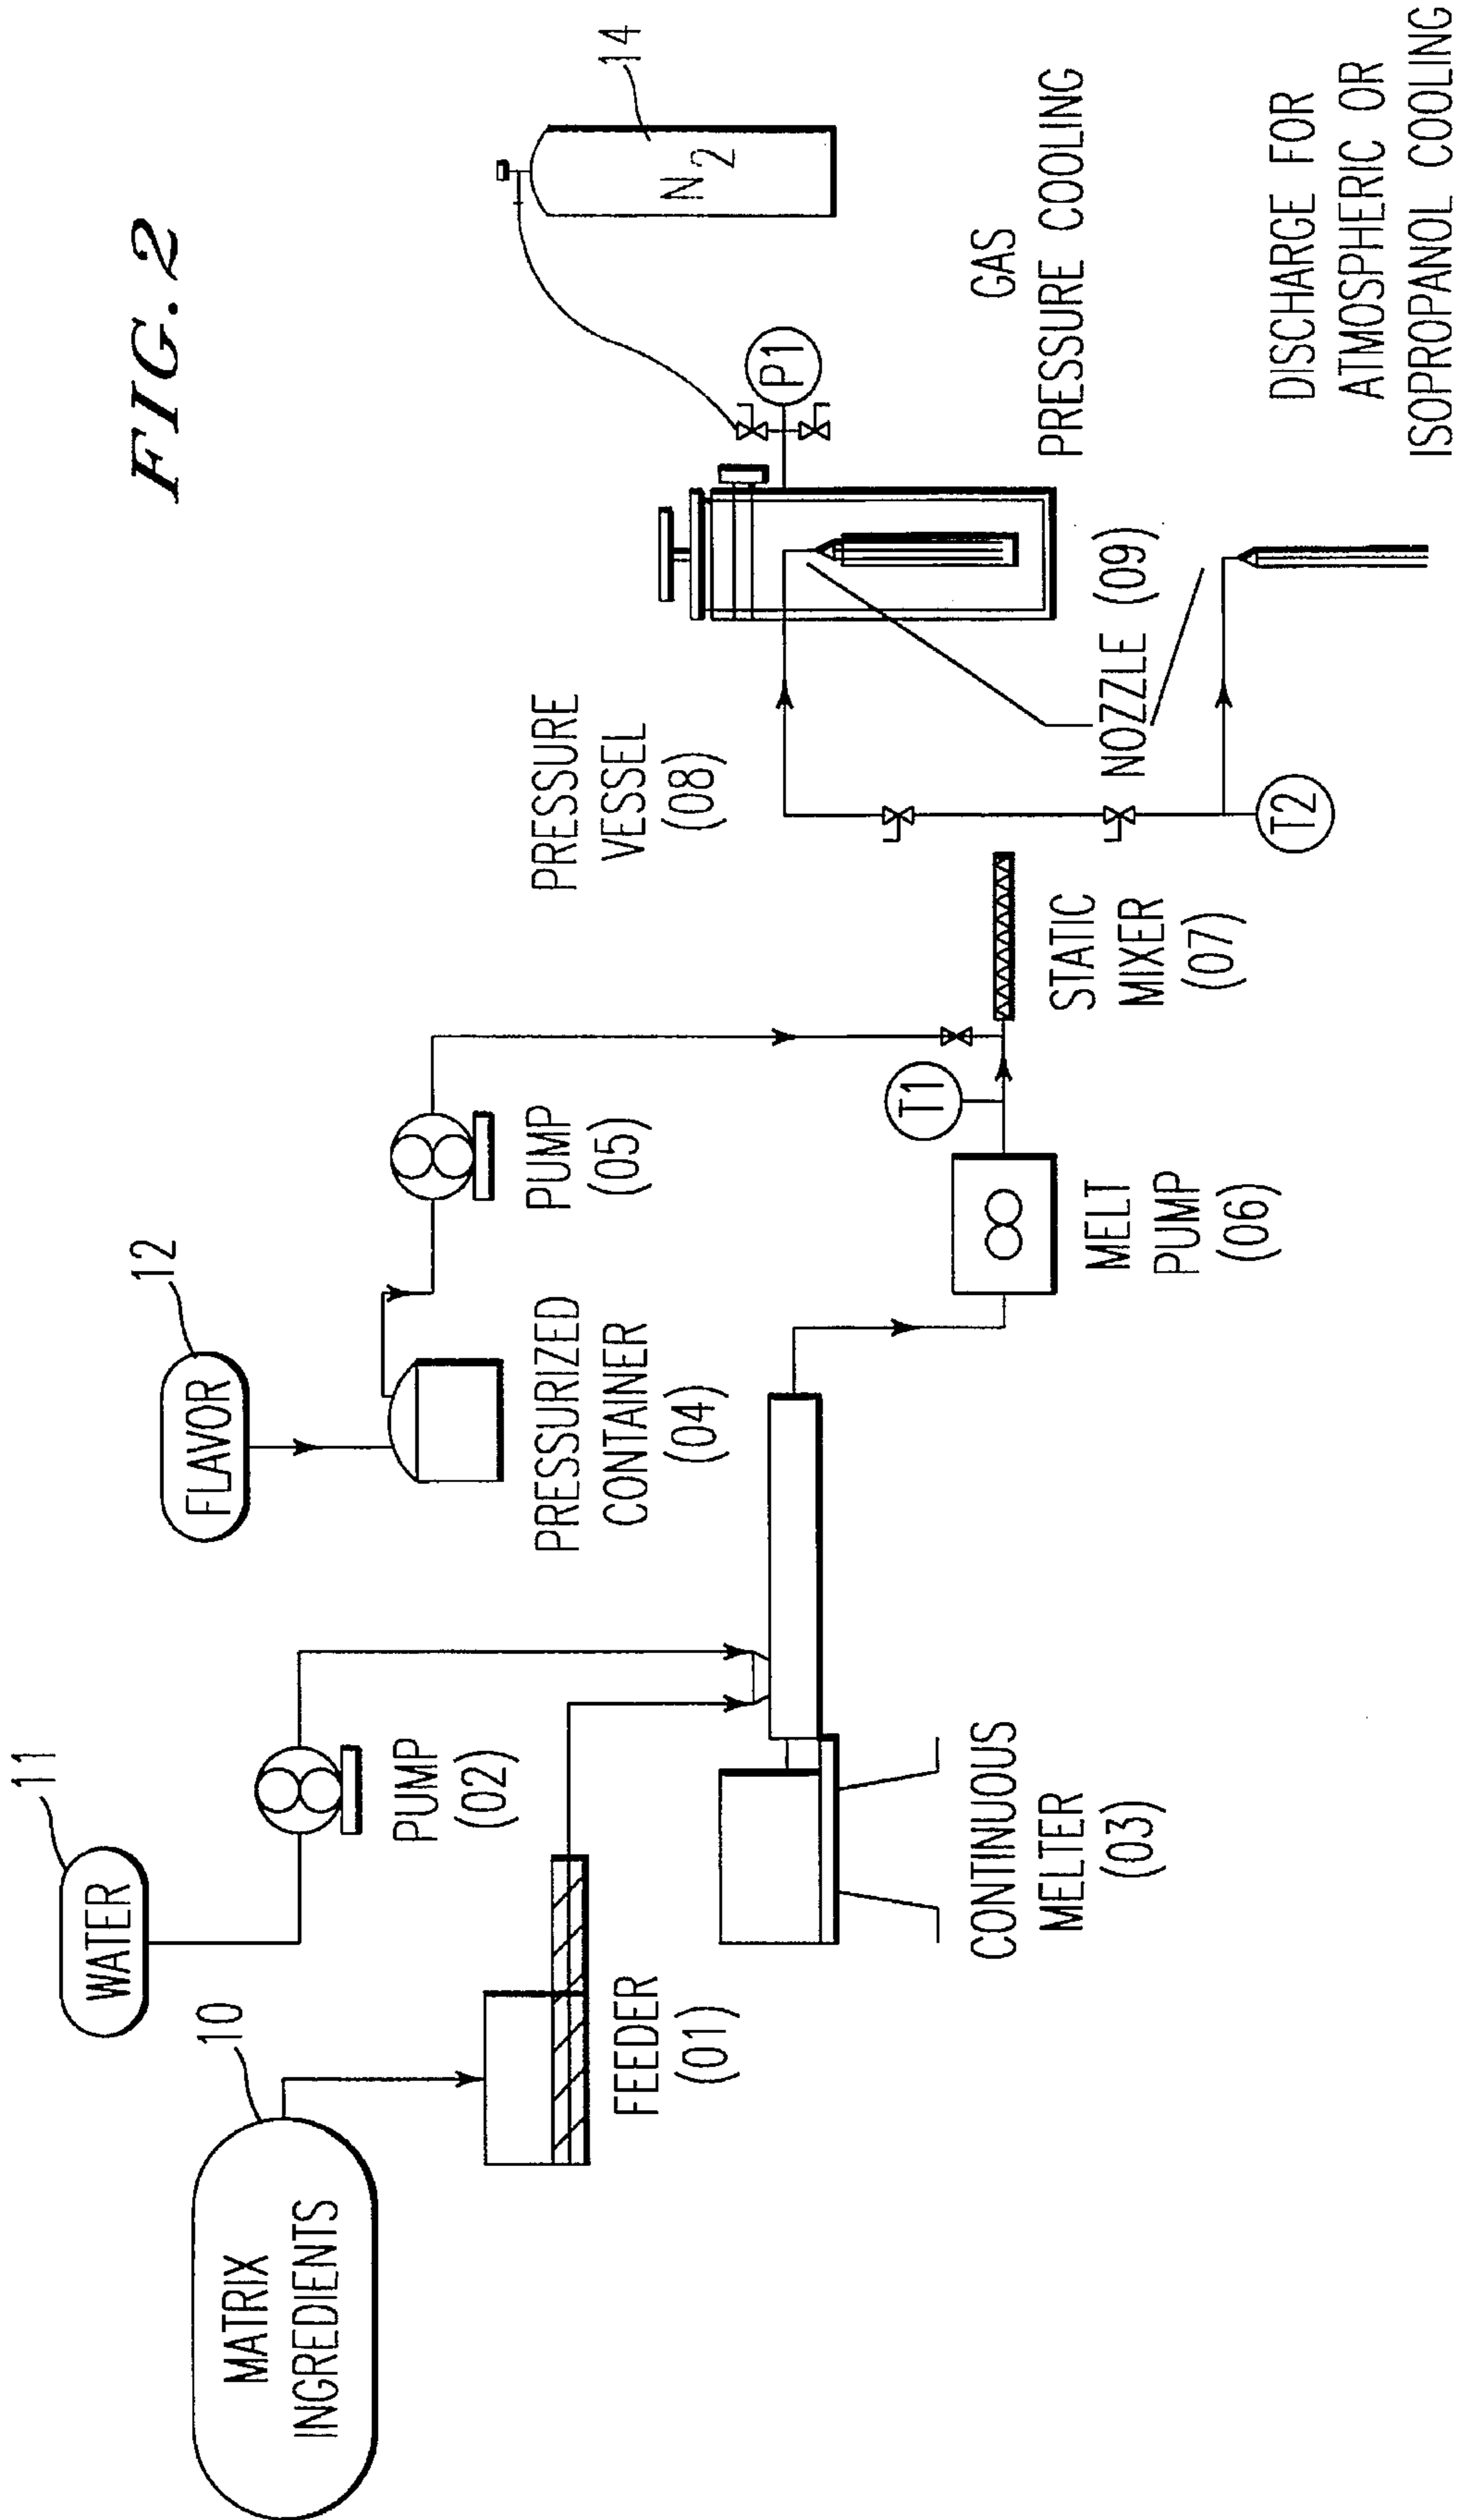 FIG. 2
11
WATER
10
MATRIX
INGREDIENTS
12
FLAVOR
PUMP
(02)
PUMP
(05)
PRESSURIZED
CONTAINER
(04)
FEEDER
(01)
PRESSURE
VESSEL
(08)
14
N2
P1
T1
CONTINUOUS
MELTER
(03)
MELT
PUMP
(06)
STATIC
MIXER
(07)
NOZZLE (09)
T2
GAS
PRESSURE COOLING
DISCHARGE FOR
ATMOSPHERIC OR
ISOPROPANOL COOLING